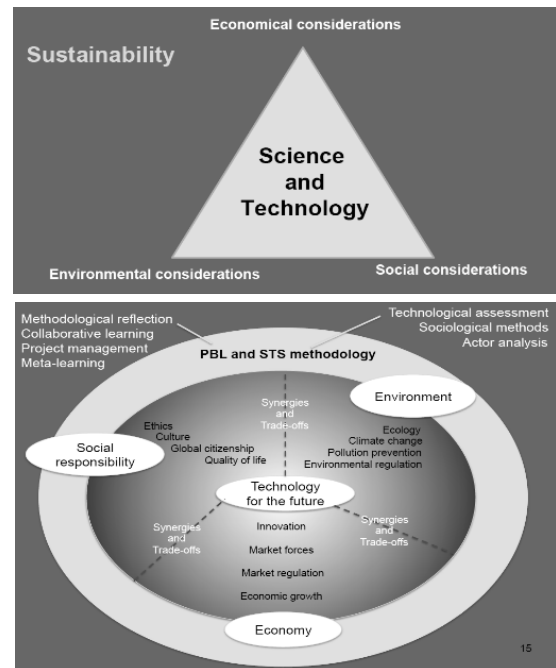 Economical considerations
Sustainability
Science
and
Technology
Environmental considerations
Social considerations
Methodological reflection
Collaborative learning
Project management
Meta-learning
Technological assessment
Sociological methods
Actor analysis
PBL and STS methodology
Synergies
and
Trade-offs
Environment
Ethics
Culture
Global citizenship
Quality of life
Ecology
Climate change
Pollution prevention
Environmental regulation
Social
responsibility
Technology
for the future
Synergies
and
Trade-offs
Innovation
Market forces
Market regulation
Economic growth
Synergies
and
Trade-offs
Economy
15